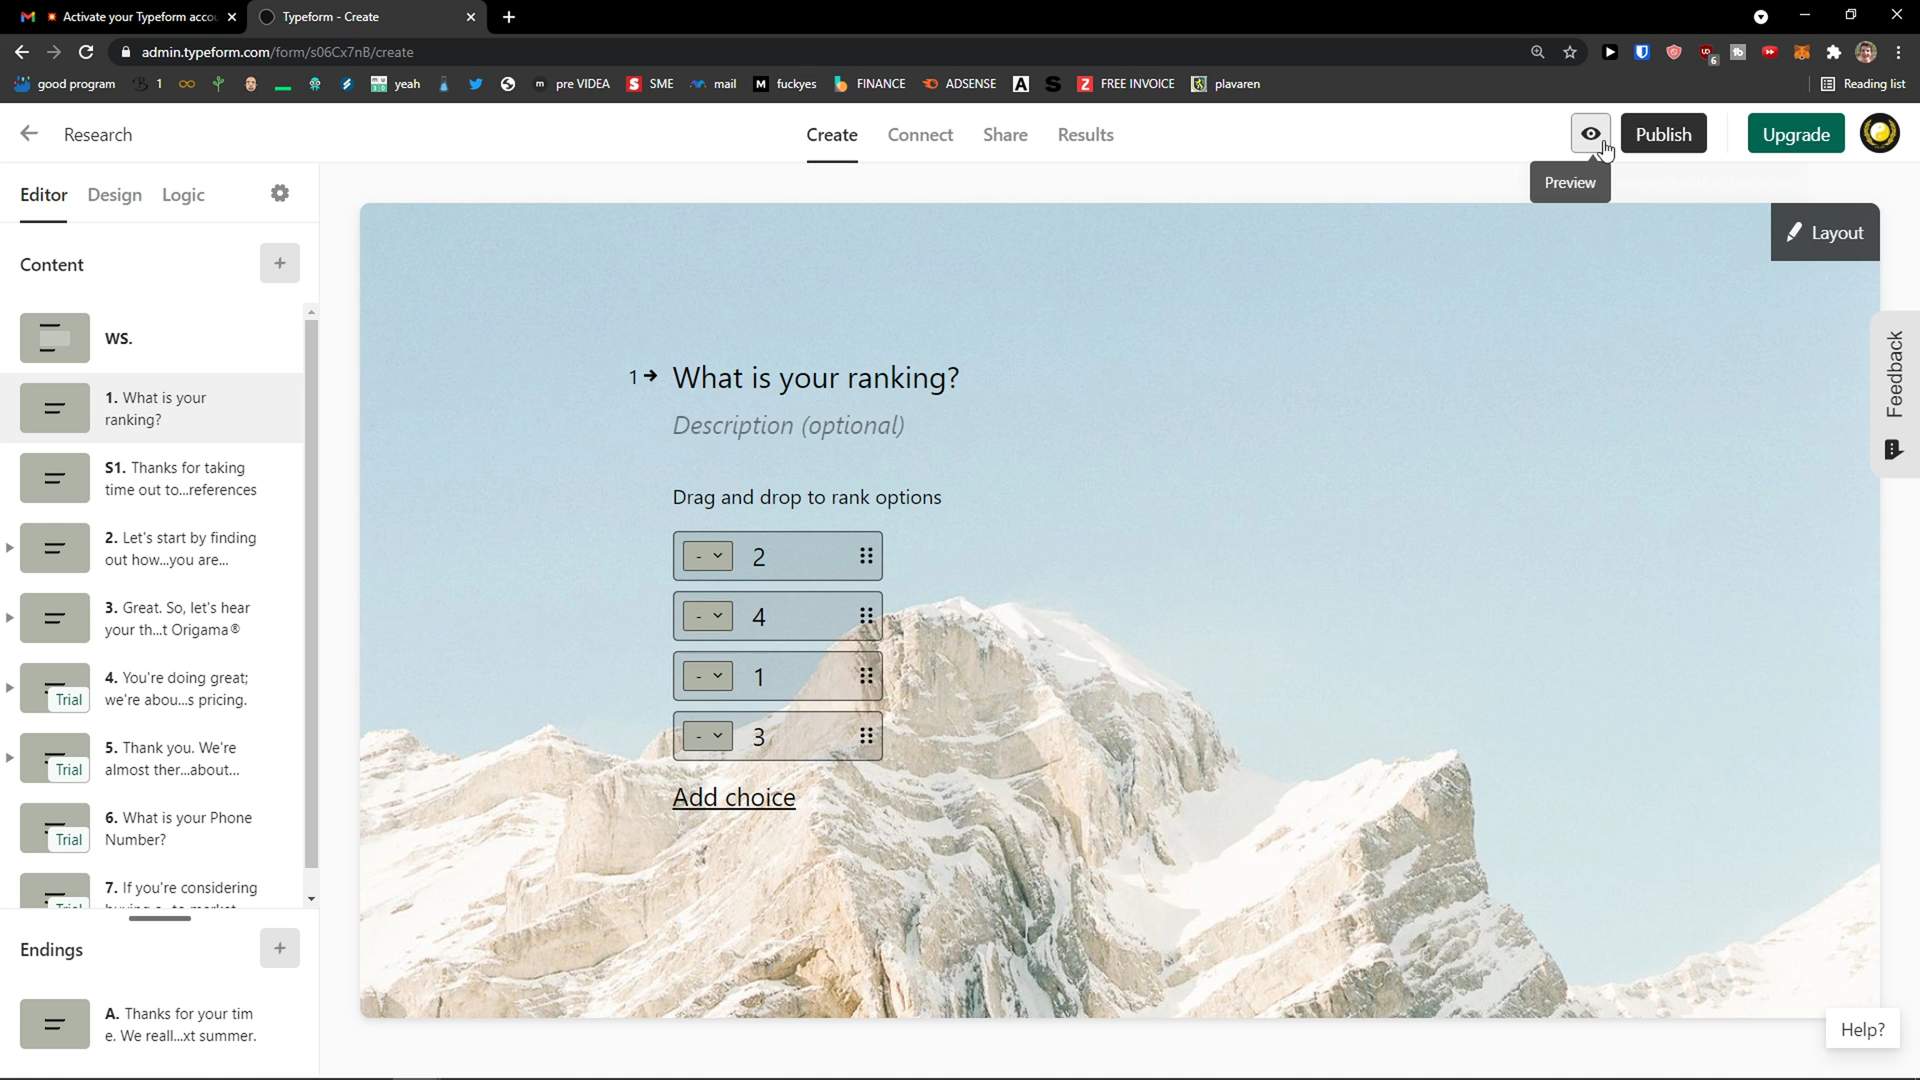 Activate your Typeform accou
Typeform - Create
admin.typeform.com/form/s06Cx7nB/create
6
good program
1
yeah
pre VIDEA
SME
mail
fuckyes
FINANCE
ADSENSE
FREE INVOICE
plavaren
Reading list
Research
Create
Connect
Share
Results
Publish
Upgrade
Preview
Editor
Design
Logic
Layout
Content
+
WS.
1. What is your
ranking?
S1. Thanks for taking
time out to...references
2. Let's start by finding
out how...you are...
3. Great. So, let's hear
your th...t Origama®
Trial
4. You're doing great;
we're abou...s pricing.
Trial
5. Thank you. We're
almost ther...about...
Trial
6. What is your Phone
Number?
7. If you're considering
Endings
+
A. Thanks for your tim
e. We reall...xt summer.
1 → What is your ranking?
Description (optional)
Drag and drop to rank options
- 2
- 4
- 1
- 3
Add choice
Feedback
Help?